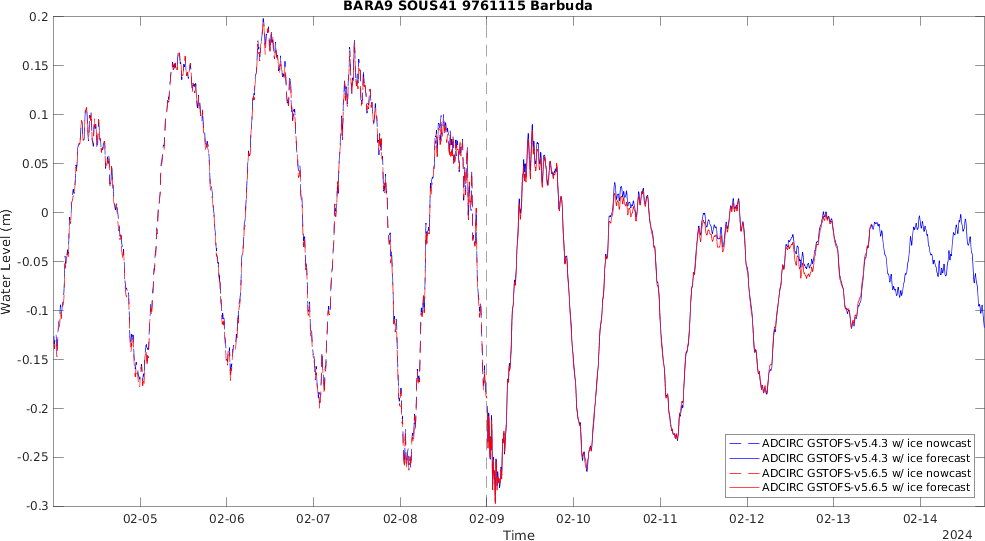 BARA9 SOUS41 9761115 Barbuda
0.2
0.15
0.1
0.05
0
-0.05
-0.1
-0.15
-0.2
-0.25
-0.3
Water Level (m)
ADCIRC GSTOFS-v5.4.3 w/ ice nowcast
ADCIRC GSTOFS-v5.4.3 w/ ice forecast
ADCIRC GSTOFS-v5.6.5 w/ ice nowcast
ADCIRC GSTOFS-v5.6.5 w/ ice forecast
02-05 02-06 02-07 02-08 02-09 02-10 02-11 02-12 02-13 02-14
Time
2024